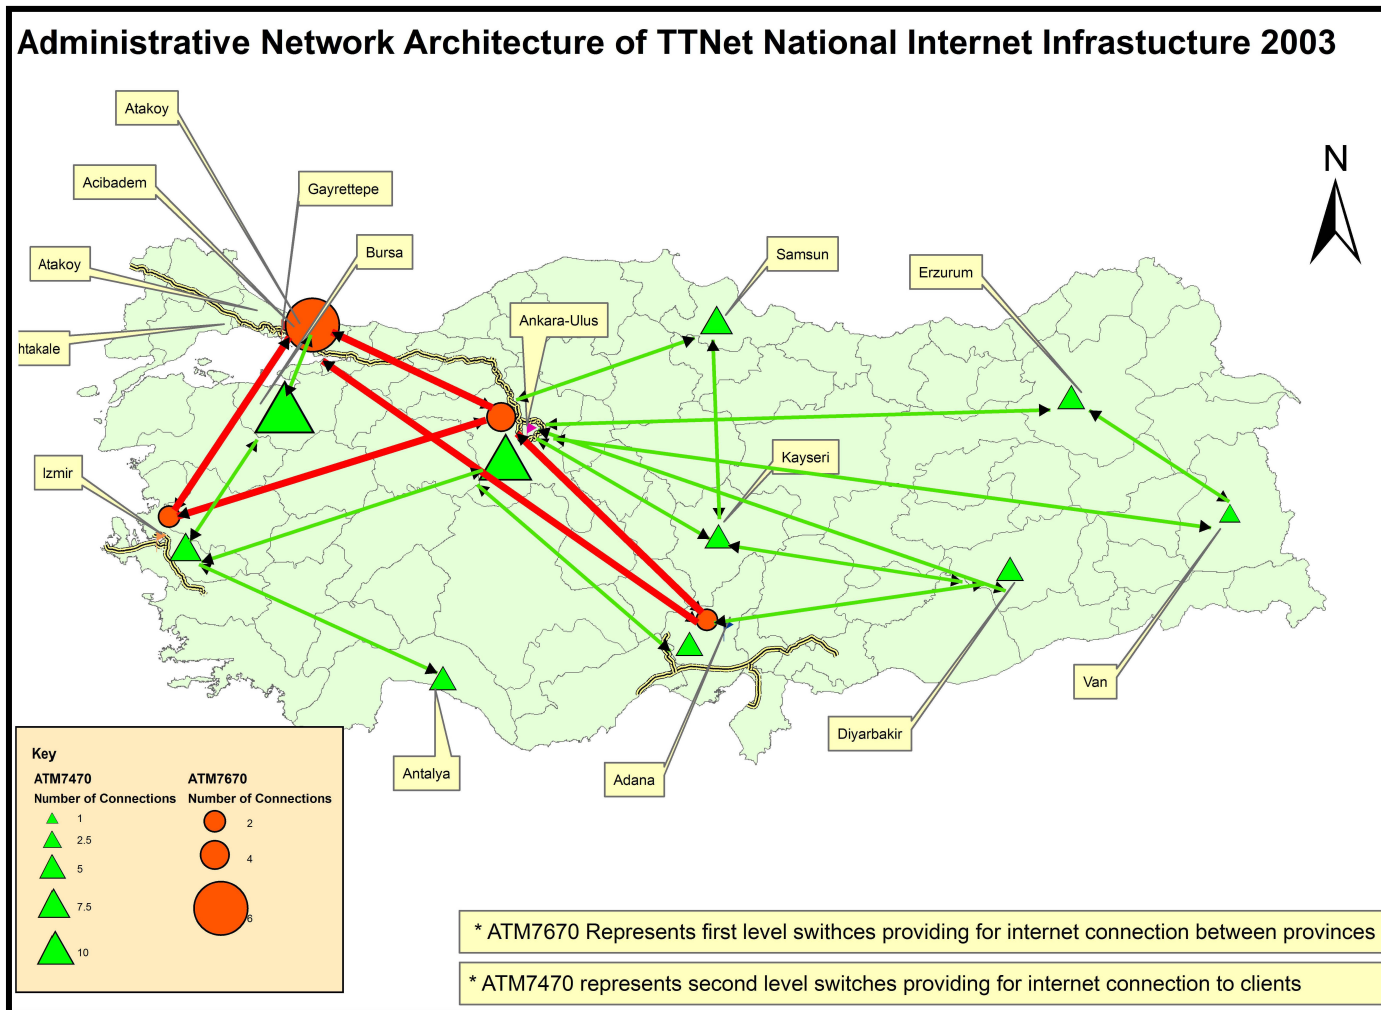 Administrative Network Architecture of TTNet National Internet Infrastucture 2003
Atakoy
N
Acibadem
Gayrettepe
Bursa
Samsun
Atakoy
Erzurum
Ankara-Ulus
htakale
Kayseri
Izmir
Van
Diyarbakir
Antalya
Adana
Key
ATM7470
Number of Connections
1
2.5
5
7.5
10
ATM7670
Number of Connections
2
4
6
* ATM7670 Represents first level swithces providing for internet connection between provinces
* ATM7470 represents second level switches providing for internet connection to clients